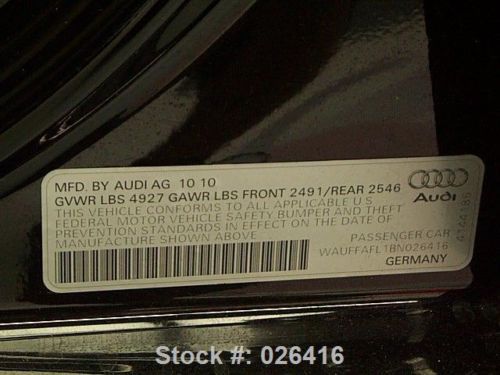 MFD. BY AUDI AG 10 10
GVWR LBS 4927 GAWR LBS FRONT 2491/REAR 2546
THIS VEHICLE CONFORMS TO ALL APPLICABLE U S
FEDERAL MOTOR VEHICLE SAFETY BUMPER AND THEFT
PREVENTION STANDARDS IN EFFECT ON THE DATE OF
MANUFACTURE SHOWN ABOVE
PASSENGER CAR
WAUFFAFL1BN026416
GERMANY
Audi
4744186
Stock #: 026416